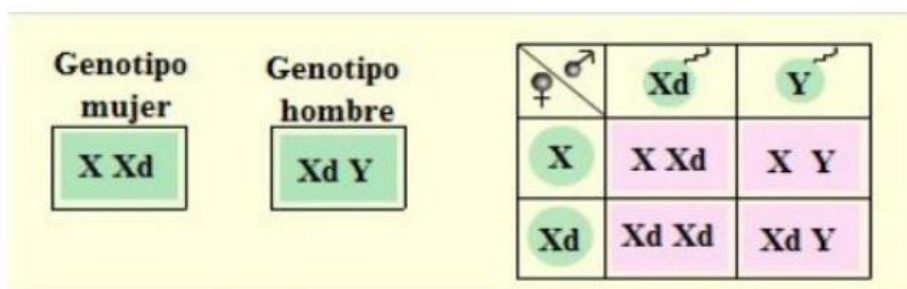 Genotipo
mujer
X Xd
Genotipo
hombre
Xd Y
♀ ♂ Xd Y
X X Xd X Y
Xd Xd Xd Xd Y